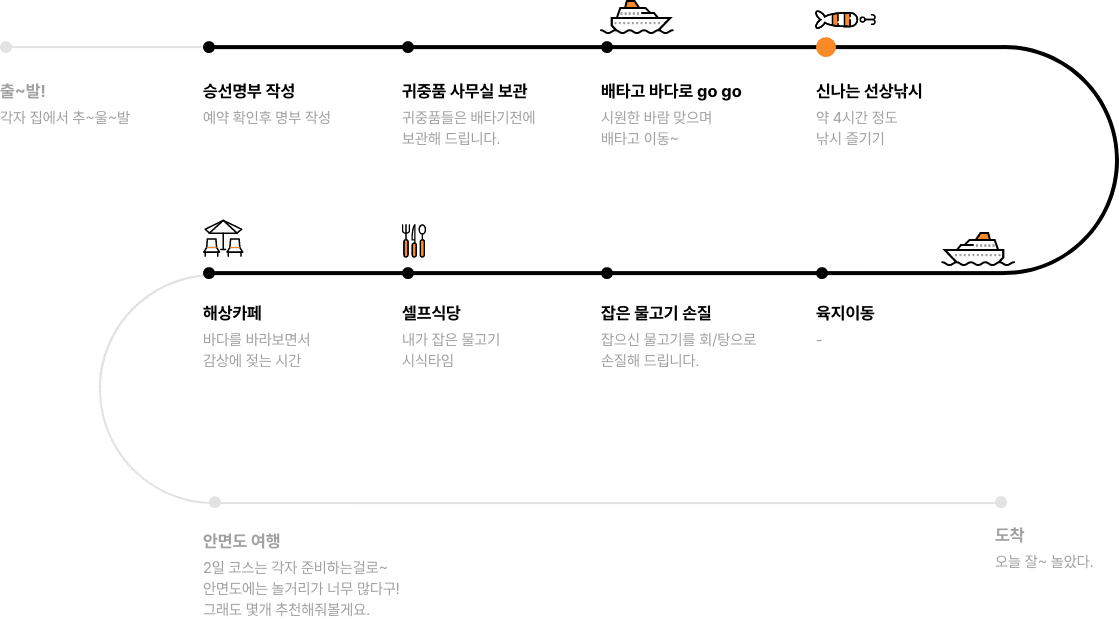 출~발!
각자 집에서 추~울~발
승선명부 작성
예약 확인후 명부 작성
귀중품 사무실 보관
귀중품들은 배타기전에
보관해 드립니다.
배타고 바다로 go go
시원한 바람 맞으며
배타고 이동~
신나는 선상낚시
약 4시간 정도
낚시 즐기기
해상카페
바다를 바라보면서
감상에 젖는 시간
셀프식당
내가 잡은 물고기
시식타임
잡은 물고기 손질
잡으신 물고기를 회/탕으로
손질해 드립니다.
육지이동
-
안면도 여행
2일 코스는 각자 준비하는걸로~
안면도에는 놀거리가 너무 많다구!
그래도 몇개 추천해줘볼게요.
도착
오늘 잘~ 놀았다.